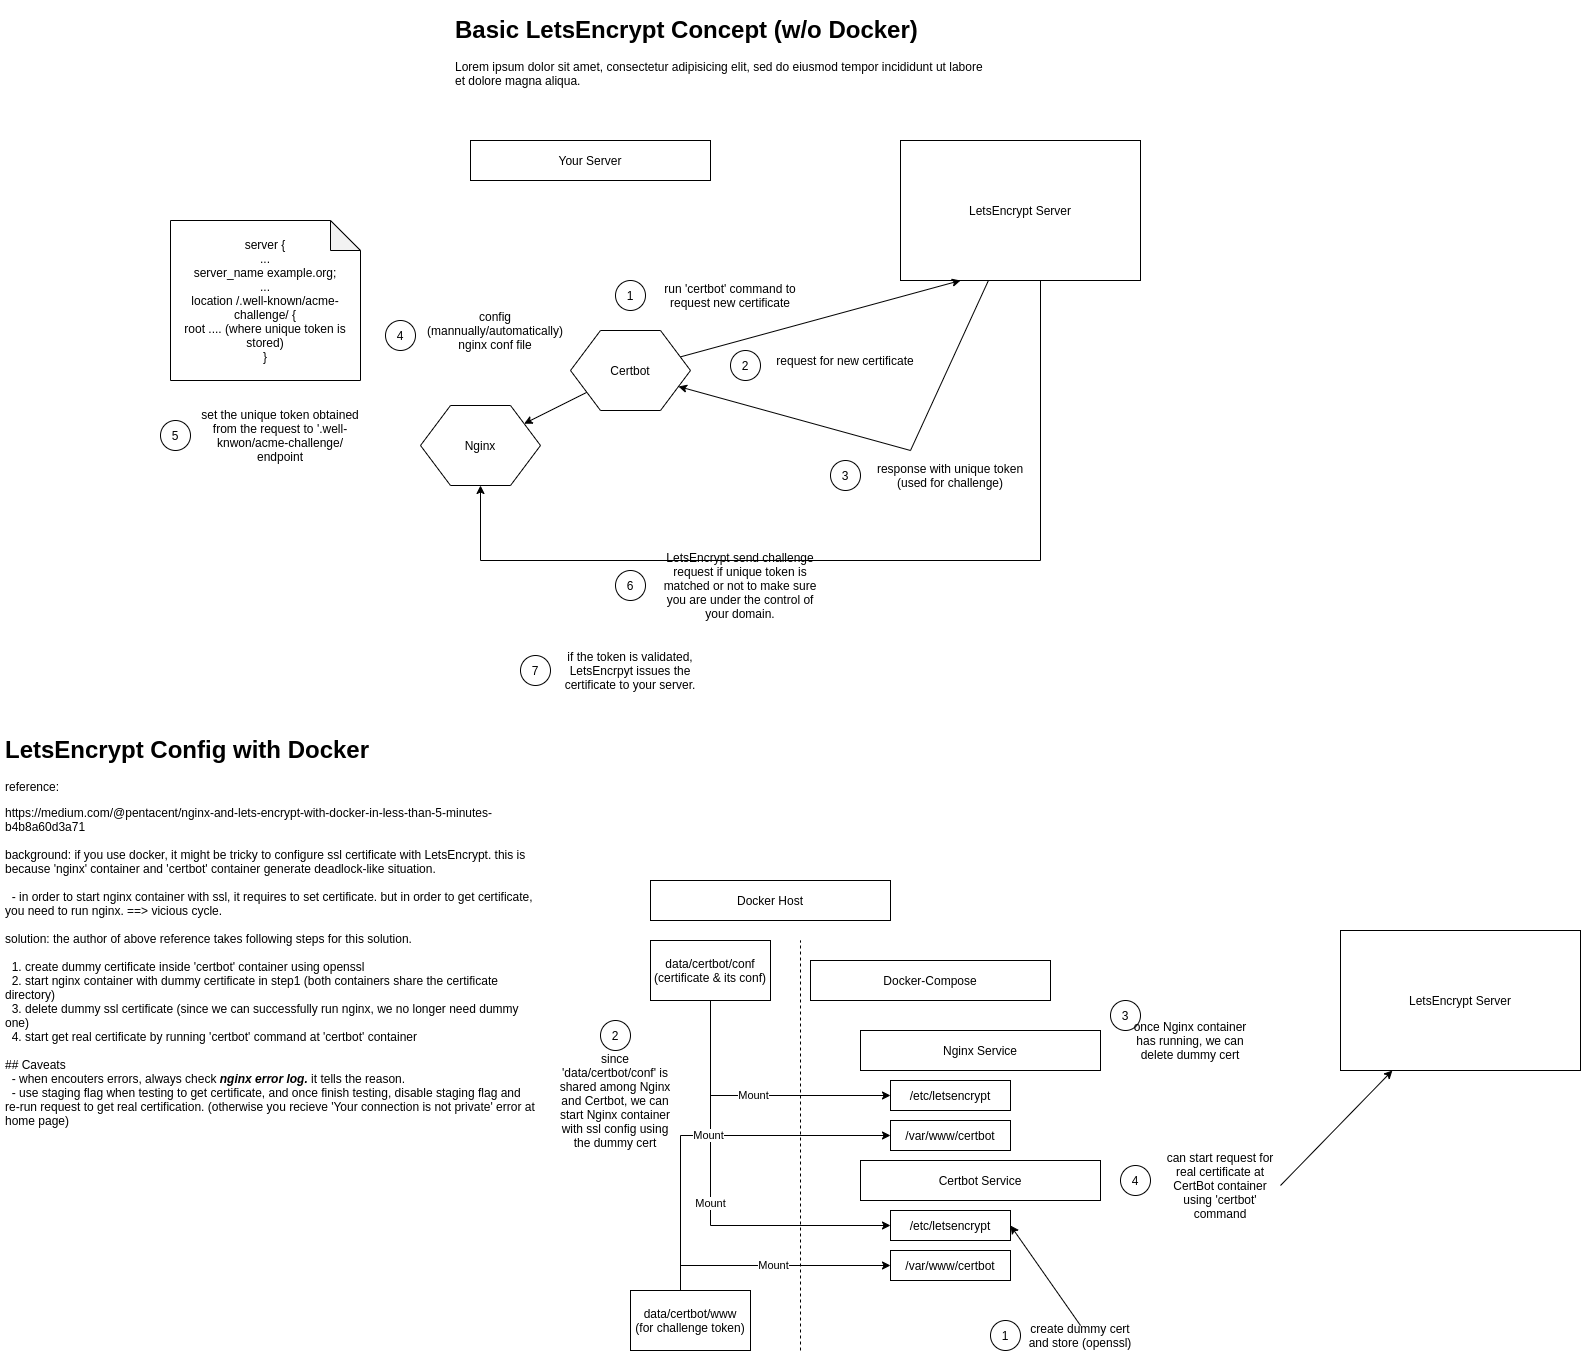 Basic LetsEncrypt Concept (w/o Docker)
Lorem ipsum dolor sit amet, consectetur adipisicing elit, sed do eiusmod tempor incididunt ut labore
et dolore magna aliqua.
Your Server
LetsEncrypt Server
server {
...
server_name example.org;
...
location /.well-known/acme-
challenge/ {
root .... (where unique token is
stored)
}
1
run 'certbot' command to
request new certificate
4
config
(mannually/automatically)
nginx conf file
Certbot
2
request for new certificate
5
set the unique token obtained
from the request to '.well-
knwon/acme-challenge/
endpoint
Nginx
3
response with unique token
(used for challenge)
6
LetsEncrypt send challenge
request if unique token is
matched or not to make sure
you are under the control of
your domain.
7
if the token is validated,
LetsEncrpyt issues the
certificate to your server.
LetsEncrypt Config with Docker
reference:
https://medium.com/@pentacent/nginx-and-lets-encrypt-with-docker-in-less-than-5-minutes-
b4b8a60d3a71
background: if you use docker, it might be tricky to configure ssl certificate with LetsEncrypt. this is
because 'nginx' container and 'certbot' container generate deadlock-like situation.
- in order to start nginx container with ssl, it requires to set certificate. but in order to get certificate,
you need to run nginx. ==> vicious cycle.
solution: the author of above reference takes following steps for this solution.
1. create dummy certificate inside 'certbot' container using openssl
2. start nginx container with dummy certificate in step1 (both containers share the certificate
directory)
3. delete dummy ssl certificate (since we can successfully run nginx, we no longer need dummy
one)
4. start get real certificate by running 'certbot' command at 'certbot' container
## Caveats
- when encouters errors, always check nginx error log. it tells the reason.
- use staging flag when testing to get certificate, and once finish testing, disable staging flag and
re-run request to get real certification. (otherwise you recieve 'Your connection is not private' error at
home page)
Docker Host
data/certbot/conf
(certificate & its conf)
Docker-Compose
LetsEncrypt Server
2
since
'data/certbot/conf' is
shared among Nginx
and Certbot, we can
start Nginx container
with ssl config using
the dummy cert
3
once Nginx container
has running, we can
delete dummy cert
Nginx Service
Mount
/etc/letsencrypt
Mount
/var/www/certbot
Certbot Service
4
can start request for
real certificate at
CertBot container
using 'certbot'
command
Mount
/etc/letsencrypt
Mount
/var/www/certbot
data/certbot/www
(for challenge token)
1
create dummy cert
and store (openssl)